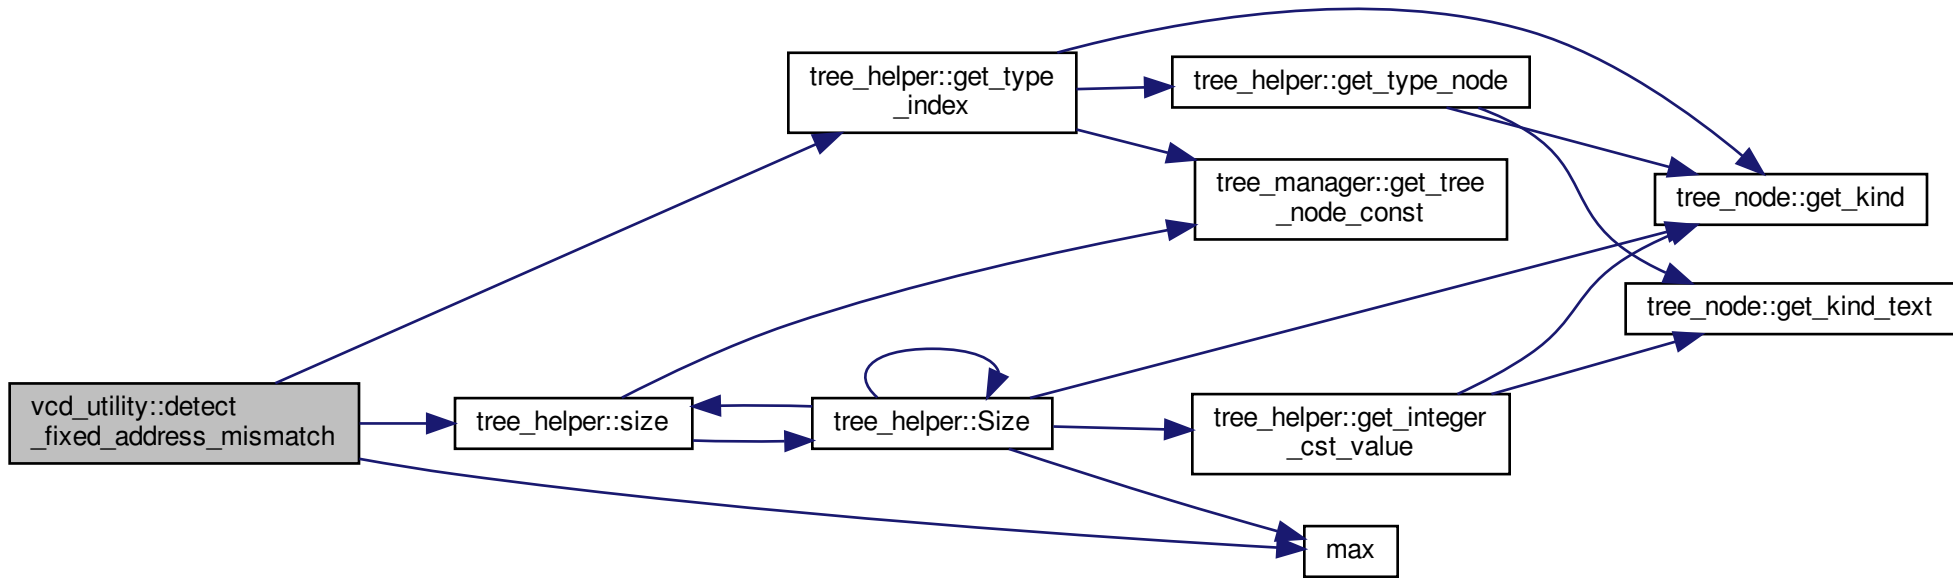 vcd_utility::detect
_fixed_address_mismatch
tree_helper::get_type
_index
tree_helper::size
tree_helper::Size
tree_helper::get_type_node
tree_manager::get_tree
_node_const
tree_helper::get_integer
_cst_value
max
tree_node::get_kind
tree_node::get_kind_text